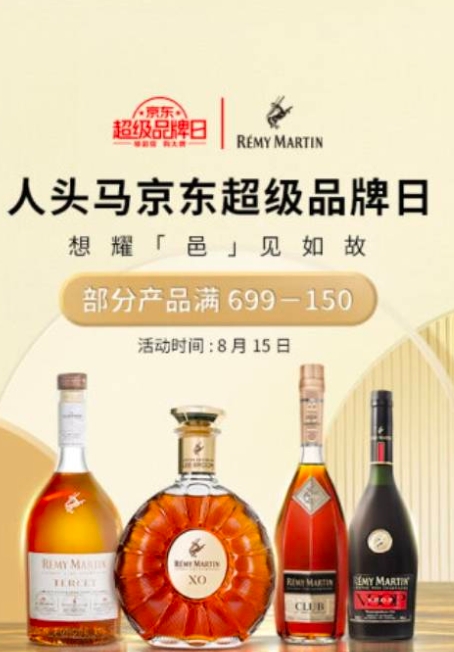 京东
超级品牌日
RÉMY MARTIN
人头马京东超级品牌日
想耀「邑」见如故
部分产品满 699－150
活动时间 : 8 月 15 日
RÉMY MARTIN
TERCET
RÉMY MARTIN
XO
RÉMY MARTIN
CLUB
RÉMY MARTIN
V.S.O.P